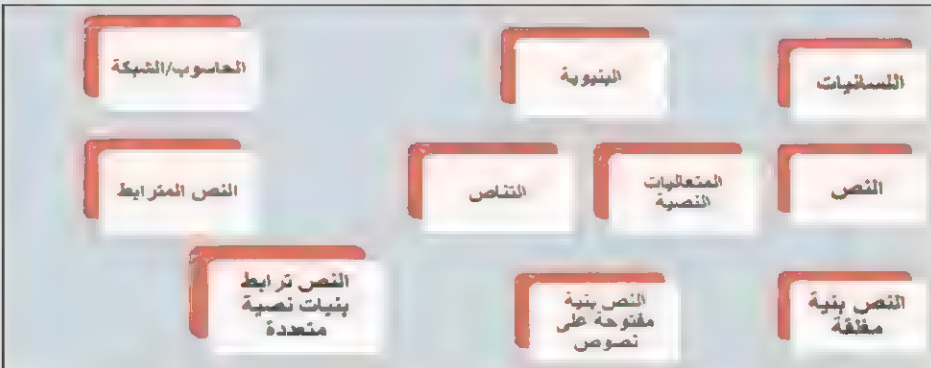 اللسانيات
البنيوية
الحاسوب/الشبكة
النص
المتعاليات
النصية
التناص
النص المترابط
النص بنية
مغلقة
النص بنية
مفتوحة على
نصوص
النص ترابط
بنيات نصية
متعددة